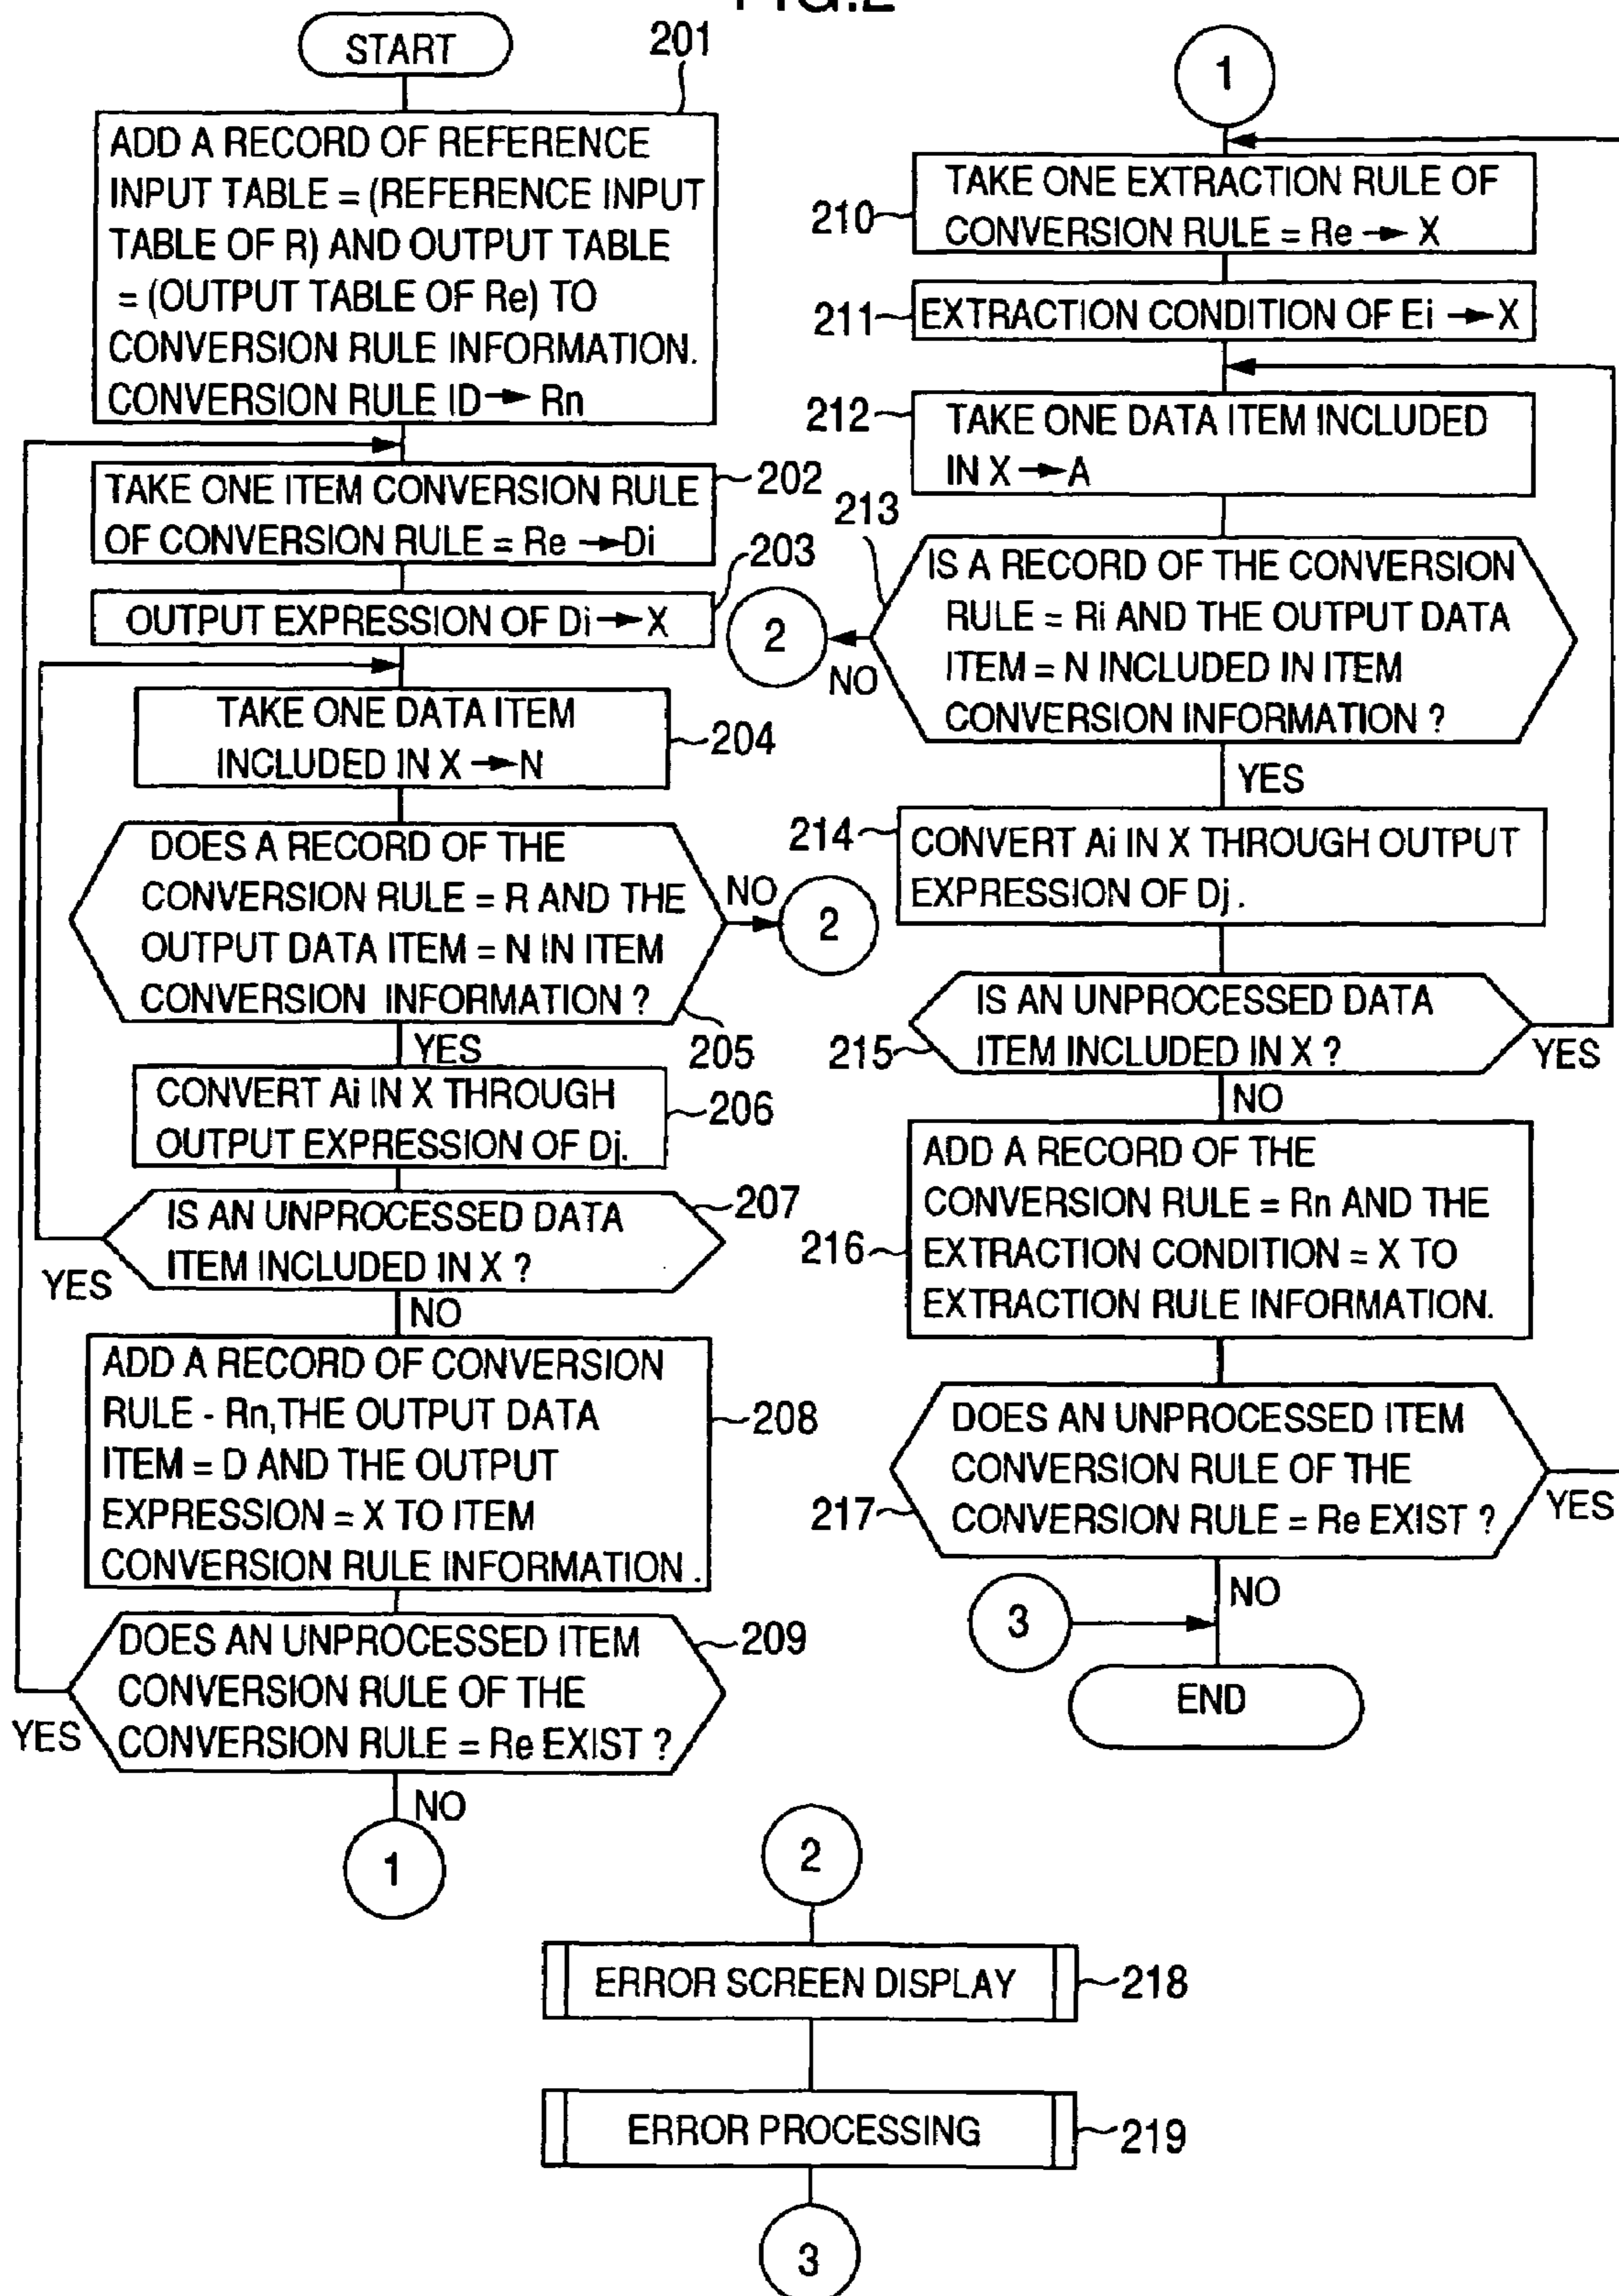 FIG.2
START
201
ADD A RECORD OF REFERENCE
INPUT TABLE = (REFERENCE INPUT
TABLE OF R) AND OUTPUT TABLE
= (OUTPUT TABLE OF Re) TO
CONVERSION RULE INFORMATION.
CONVERSION RULE ID → Rn
TAKE ONE ITEM CONVERSION RULE
OF CONVERSION RULE = Re → Di
202
203
OUTPUT EXPRESSION OF Di → X
TAKE ONE DATA ITEM
INCLUDED IN X → N
204
DOES A RECORD OF THE
CONVERSION RULE = R AND THE
OUTPUT DATA ITEM = N IN ITEM
CONVERSION INFORMATION ?
NO
2
205
YES
CONVERT Ai IN X THROUGH
OUTPUT EXPRESSION OF Dj.
206
IS AN UNPROCESSED DATA
ITEM INCLUDED IN X ?
207
YES
NO
ADD A RECORD OF CONVERSION
RULE - Rn,THE OUTPUT DATA
ITEM = D AND THE OUTPUT
EXPRESSION = X TO ITEM
CONVERSION RULE INFORMATION .
208
DOES AN UNPROCESSED ITEM
CONVERSION RULE OF THE
CONVERSION RULE = Re EXIST ?
209
YES
NO
1
1
210
TAKE ONE EXTRACTION RULE OF
CONVERSION RULE = Re → X
211
EXTRACTION CONDITION OF Ei → X
212
TAKE ONE DATA ITEM INCLUDED
IN X → A
213
IS A RECORD OF THE CONVERSION
RULE = Ri AND THE OUTPUT DATA
ITEM = N INCLUDED IN ITEM
CONVERSION INFORMATION ?
2
NO
YES
214
CONVERT Ai IN X THROUGH OUTPUT
EXPRESSION OF Dj .
215
IS AN UNPROCESSED DATA
ITEM INCLUDED IN X ?
YES
NO
216
ADD A RECORD OF THE
CONVERSION RULE = Rn AND THE
EXTRACTION CONDITION = X TO
EXTRACTION RULE INFORMATION.
217
DOES AN UNPROCESSED ITEM
CONVERSION RULE OF THE
CONVERSION RULE = Re EXIST ?
YES
NO
3
END
2
ERROR SCREEN DISPLAY
218
ERROR PROCESSING
219
3